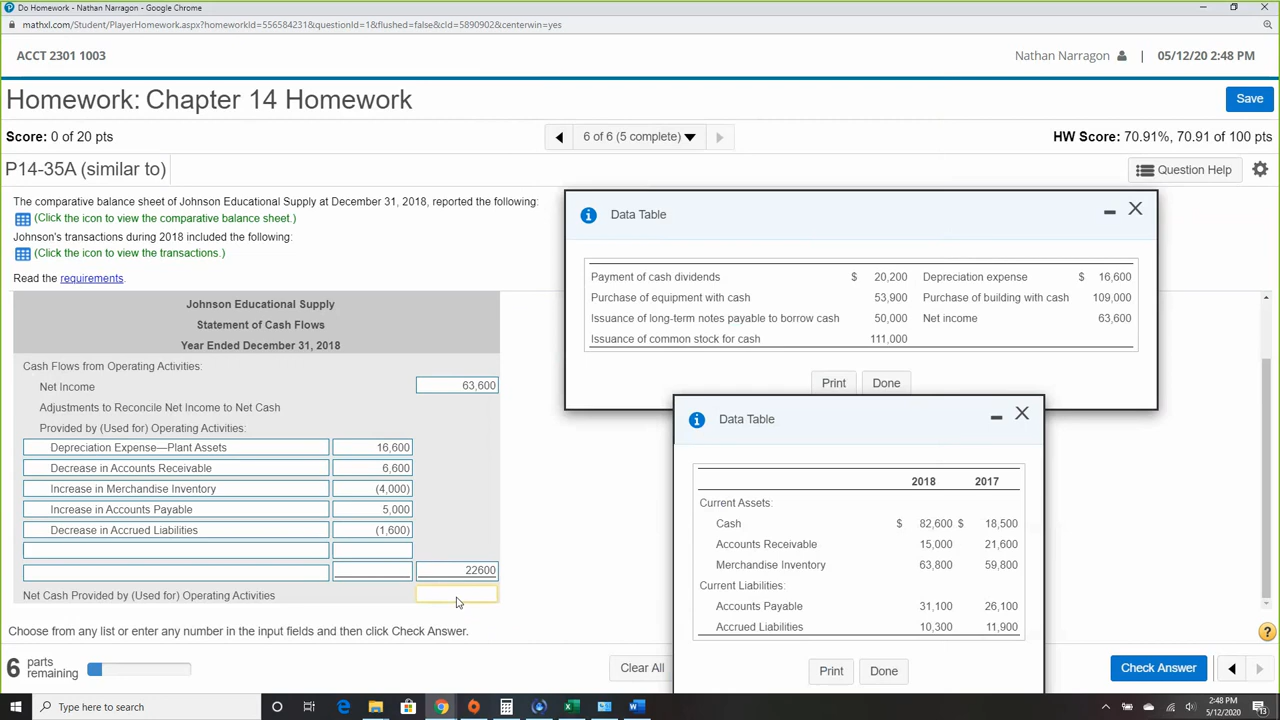 Do Homework - Nathan Narragon - Google Chrome
mathxl.com/Student/PlayerHomework.aspx?homeworkId=556584231&questionId=1&flushed=false&cId=5890902&centerwin=yes
ACCT 2301 1003
Nathan Narragon | 05/12/20 2:48 PM
Homework: Chapter 14 Homework
Save
Score: 0 of 20 pts
6 of 6 (5 complete)
HW Score: 70.91%, 70.91 of 100 pts
P14-35A (similar to)
Question Help
The comparative balance sheet of Johnson Educational Supply at December 31, 2018, reported the following:
(Click the icon to view the comparative balance sheet.)
Johnson's transactions during 2018 included the following:
(Click the icon to view the transactions.)
Read the requirements.
Johnson Educational Supply
Statement of Cash Flows
Year Ended December 31, 2018
Cash Flows from Operating Activities:
Net Income 63,600
Adjustments to Reconcile Net Income to Net Cash
Provided by (Used for) Operating Activities:
Depreciation Expense—Plant Assets 16,600
Decrease in Accounts Receivable 6,600
Increase in Merchandise Inventory (4,000)
Increase in Accounts Payable 5,000
Decrease in Accrued Liabilities (1,600)
22600
Net Cash Provided by (Used for) Operating Activities
Data Table
Payment of cash dividends $ 20,200 Depreciation expense $ 16,600
Purchase of equipment with cash 53,900 Purchase of building with cash 109,000
Issuance of long-term notes payable to borrow cash 50,000 Net income 63,600
Issuance of common stock for cash 111,000
Print Done
Data Table
2018 2017
Current Assets:
Cash $ 82,600 $ 18,500
Accounts Receivable 15,000 21,600
Merchandise Inventory 63,800 59,800
Current Liabilities:
Accounts Payable 31,100 26,100
Accrued Liabilities 10,300 11,900
Print Done
Choose from any list or enter any number in the input fields and then click Check Answer.
6 parts remaining
Clear All
Check Answer
Type here to search
2:48 PM
5/12/2020